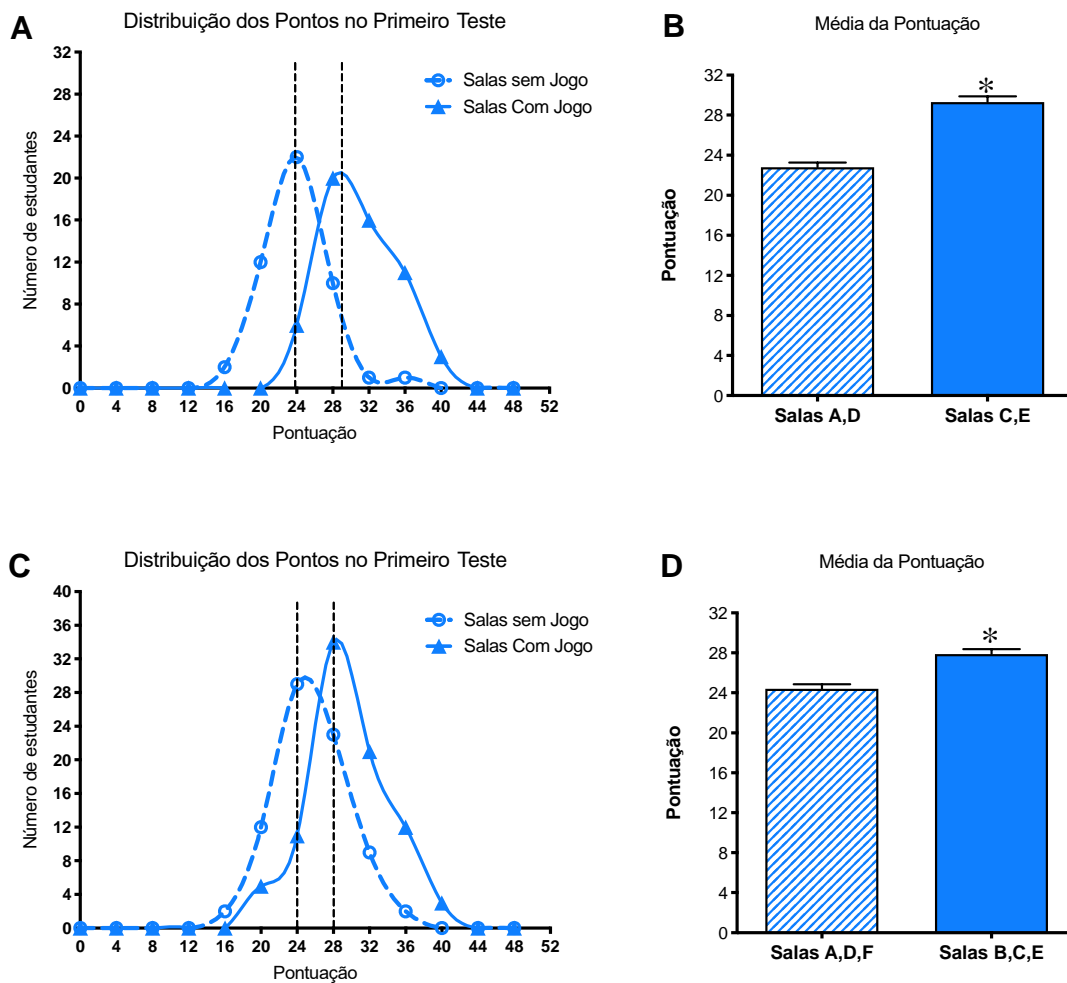 A
Distribuição dos Pontos no Primeiro Teste
32
28
24
22
20
16
12
8
4
0
Número de estudantes
Salas sem Jogo
Salas Com Jogo
0 4 8 12 16 20 24 28 32 36 40 44 48 52
Pontuação
B
Média da Pontuação
32
28
24
20
16
12
8
4
0
Pontuação
*
Salas A,D
Salas C,E
C
Distribuição dos Pontos no Primeiro Teste
40
36
32
28
24
20
16
12
8
4
0
Número de estudantes
Salas sem Jogo
Salas Com Jogo
0 4 8 12 16 20 24 28 32 36 40 44 48 52
Pontuação
D
Média da Pontuação
32
28
24
20
16
12
8
4
0
Pontuação
*
Salas A,D,F
Salas B,C,E